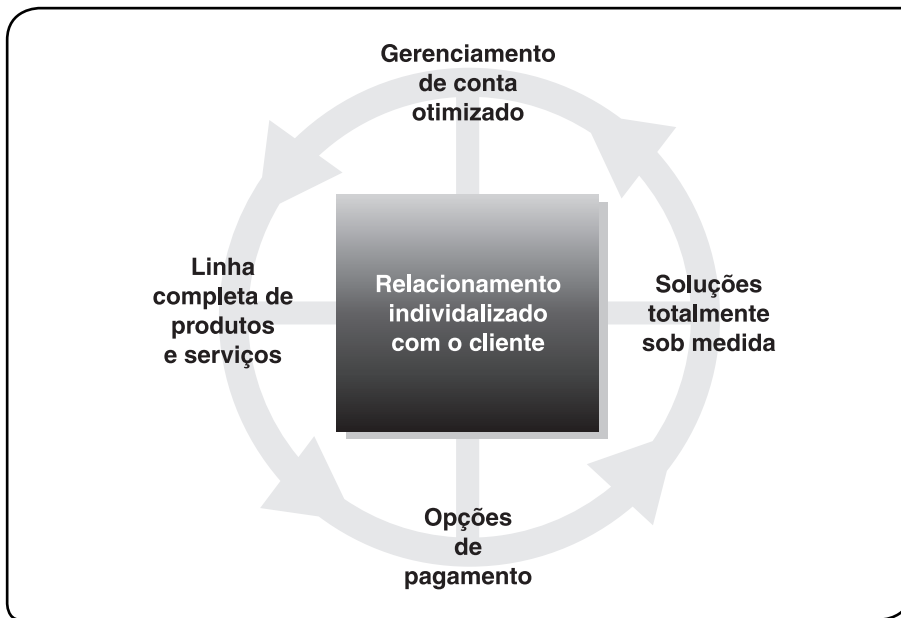 Gerenciamento
de conta
otimizado
Linha
completa de
produtos
e serviços
Relacionamento
individalizado
com o cliente
Soluções
totalmente
sob medida
Opções
de
pagamento